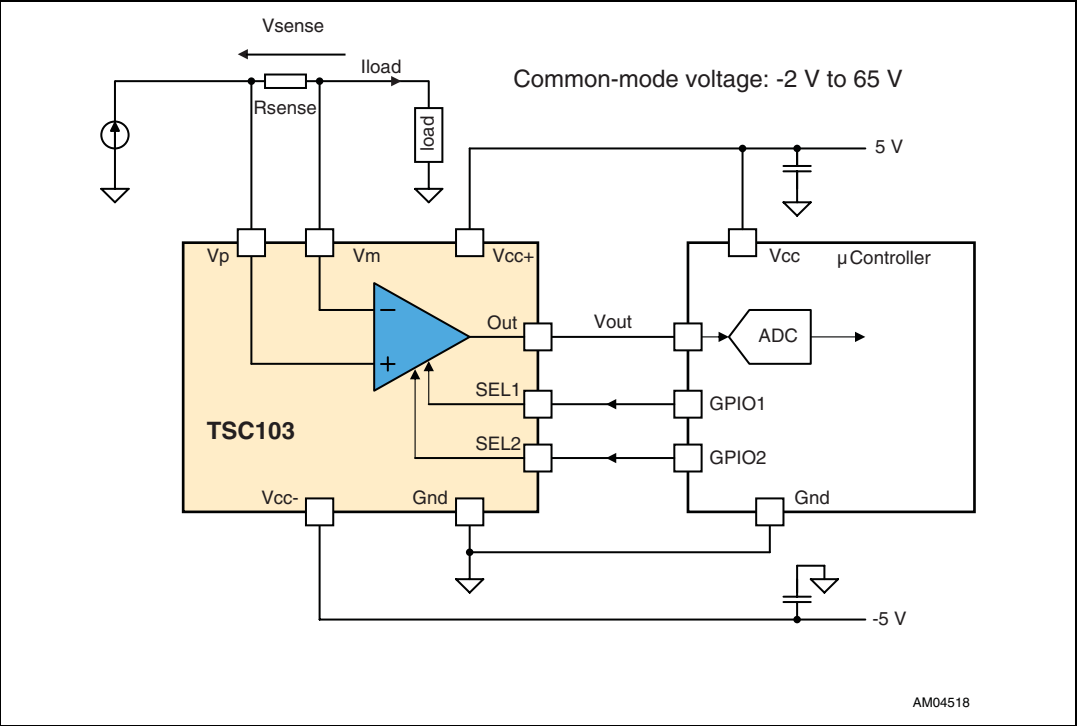 Vsense
Iload
Common-mode voltage: -2 V to 65 V
Rsense
load
5 V
Vp
Vm
Vcc+
Vcc
µController
−
Out
Vout
ADC
+
SEL1
GPIO1
TSC103
SEL2
GPIO2
Vcc-
Gnd
Gnd
-5 V
AM04518